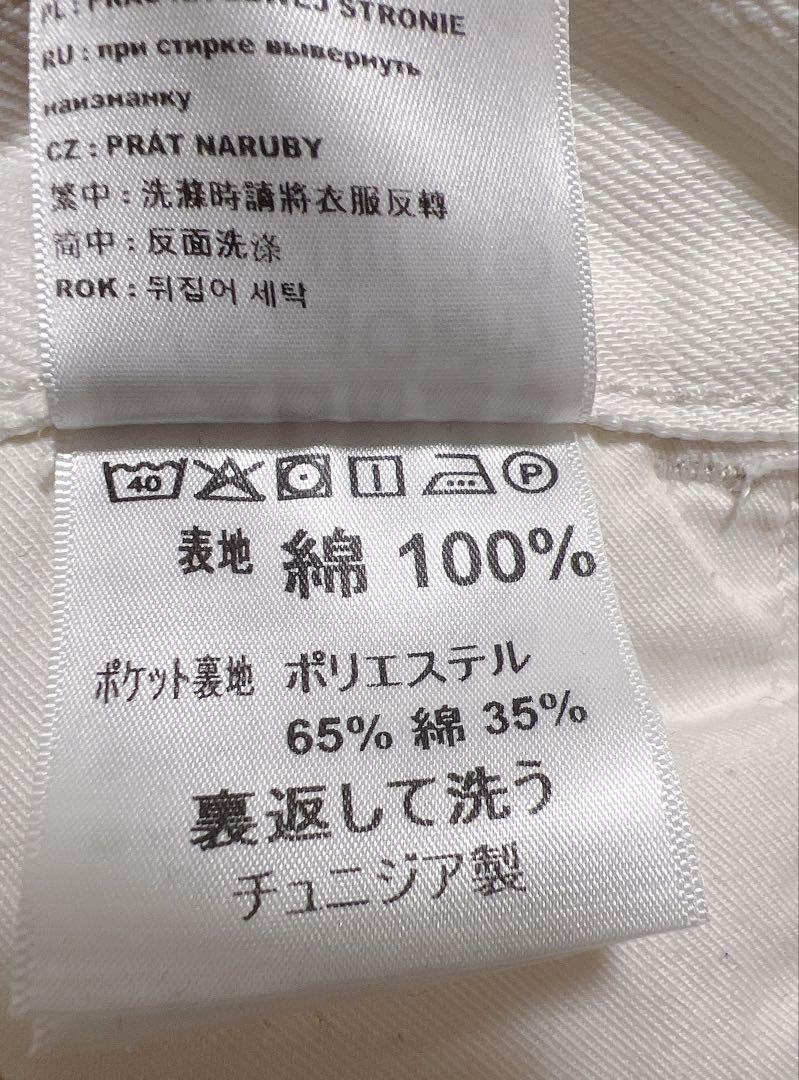 STRONIE
RU : при стирке вывернуть
наизнанку
CZ : PRÁT NARUBY
繁中 : 洗滌時請將衣服反轉
简中 : 反面洗涤
ROK : 뒤집어 세탁
40 P
表地 綿 100%
ポケット裏地 ポリエステル
65% 綿 35%
裏返して洗う
チュニジア製